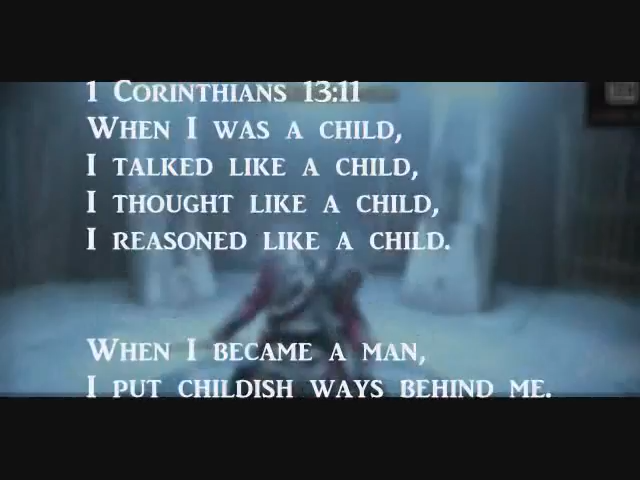 1 Corinthians 13:11
When I was a child,
I talked like a child,
I thought like a child,
I reasoned like a child.
When I became a man,
I put childish ways behind me.